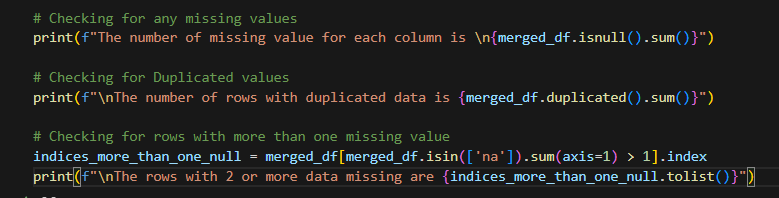 # Checking for any missing values
print(f"The number of missing value for each column is \n{merged_df.isnull().sum()}")
# Checking for Duplicated values
print(f"\nThe number of rows with duplicated data is {merged_df.duplicated().sum()}")
# Checking for rows with more than one missing value
indices_more_than_one_null = merged_df[merged_df.isin(['na']).sum(axis=1) > 1].index
print(f"\nThe rows with 2 or more data missing are {indices_more_than_one_null.tolist()}")